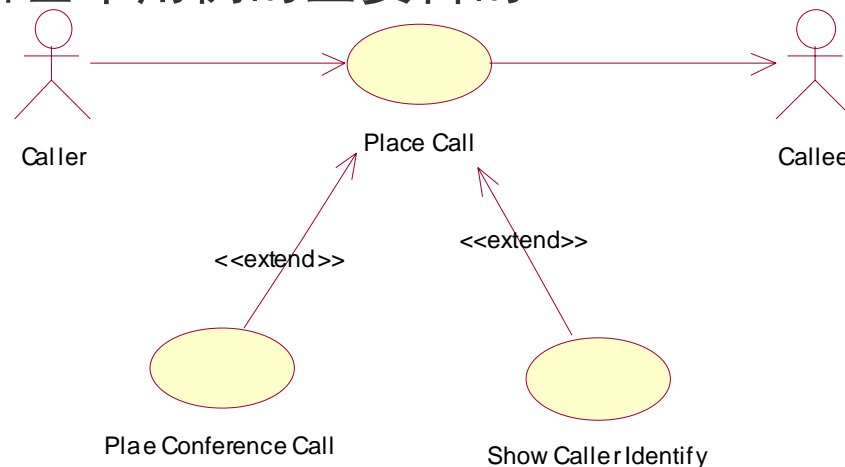 Caller
Place Call
Callee
<<extend>>
<<extend>>
Plae Conference Call
Show Caller Identify